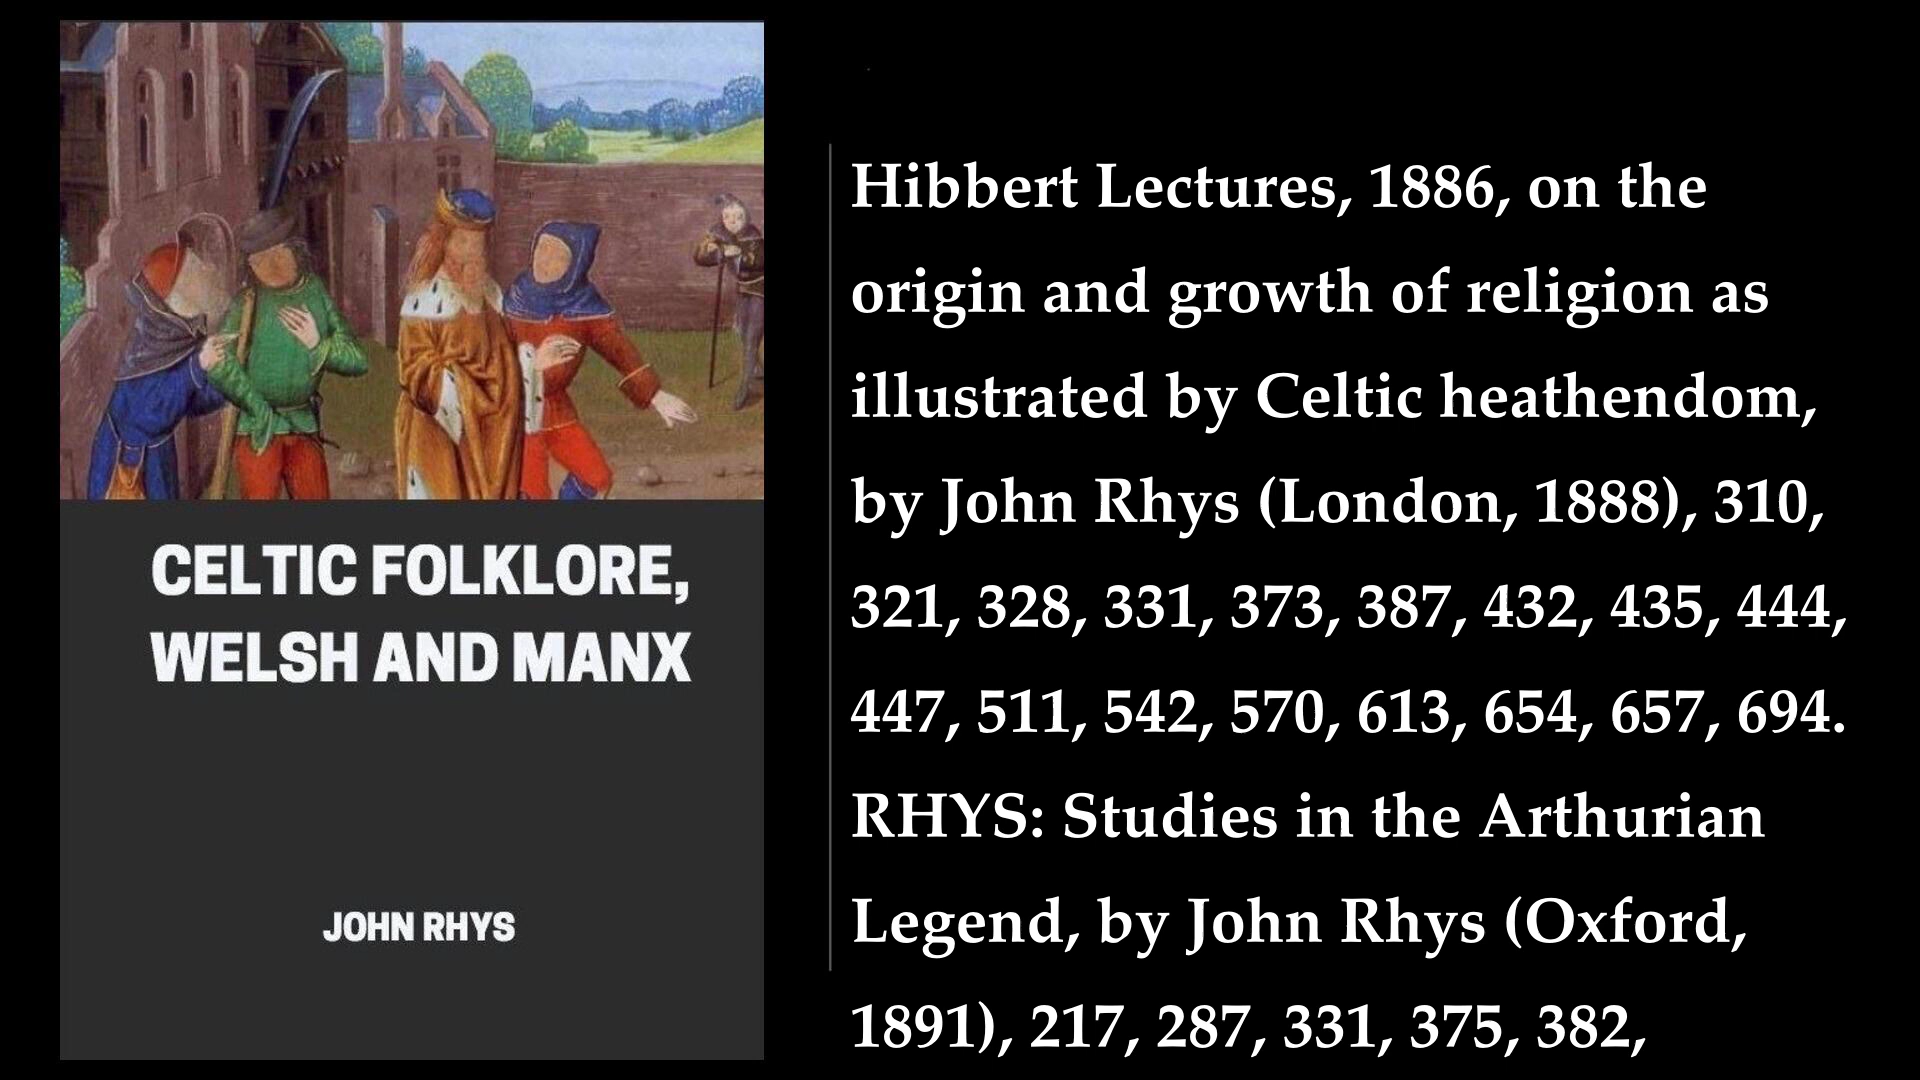 CELTIC FOLKLORE,
WELSH AND MANX
JOHN RHYS
Hibbert Lectures, 1886, on the
origin and growth of religion as
illustrated by Celtic heathendom,
by John Rhys (London, 1888), 310,
321, 328, 331, 373, 387, 432, 435, 444,
447, 511, 542, 570, 613, 654, 657, 694.
RHYS: Studies in the Arthurian
Legend, by John Rhys (Oxford,
1891), 217, 287, 331, 375, 382,